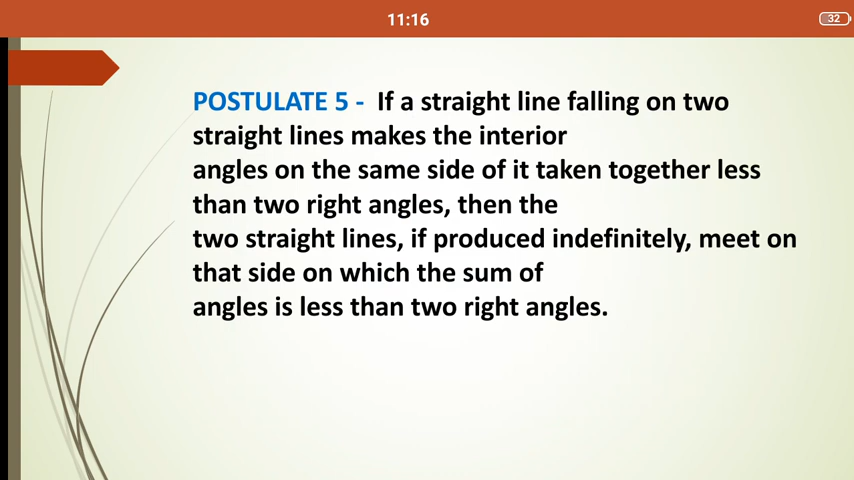 11:16
32
POSTULATE 5 - If a straight line falling on two
straight lines makes the interior
angles on the same side of it taken together less
than two right angles, then the
two straight lines, if produced indefinitely, meet on
that side on which the sum of
angles is less than two right angles.